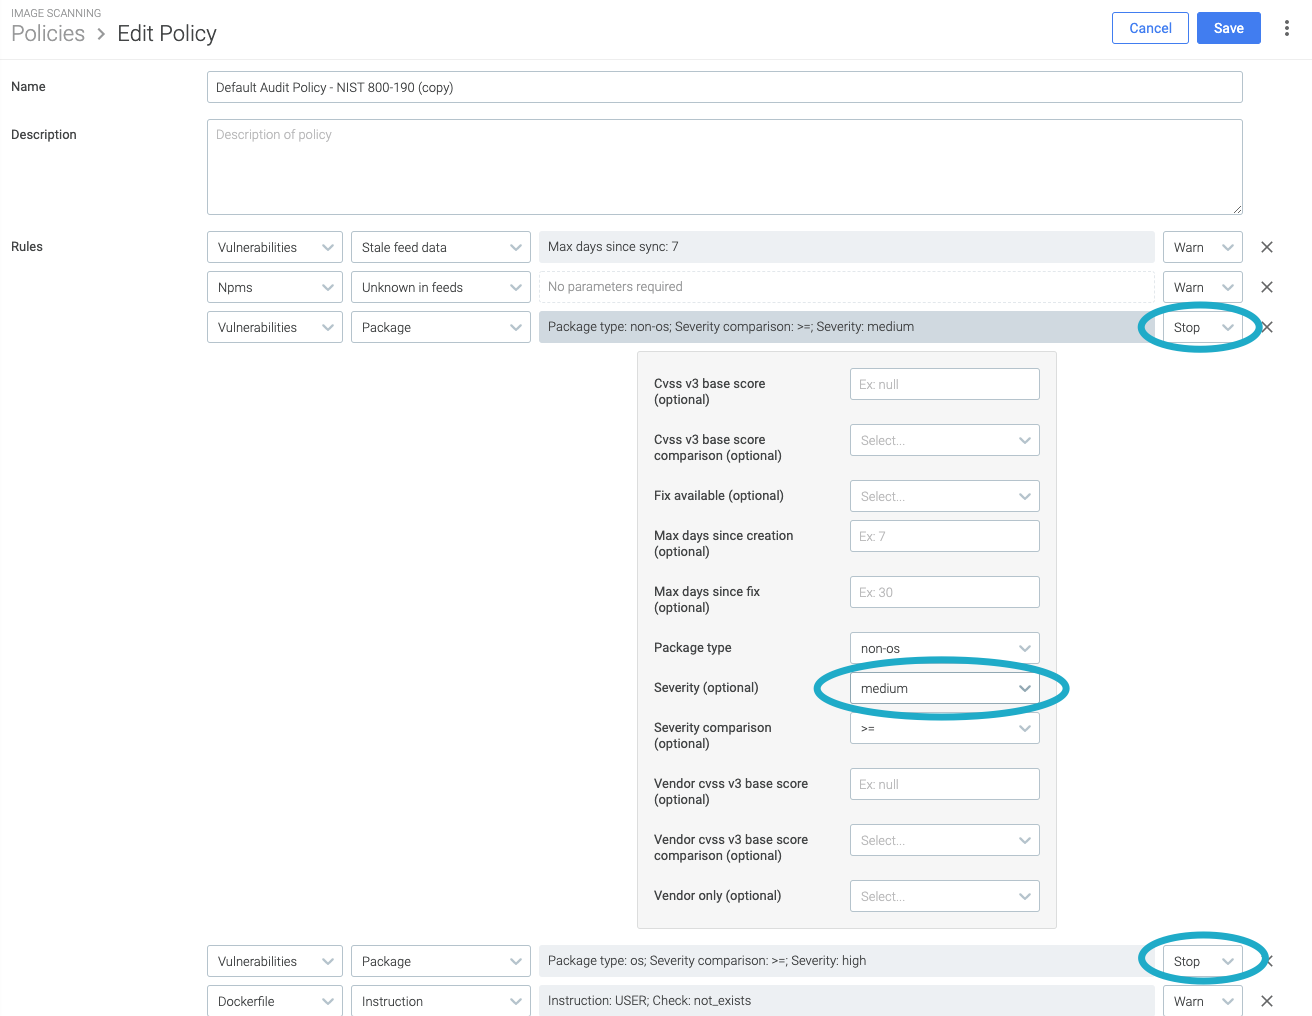 IMAGE SCANNING
Policies > Edit Policy
Cancel
Save
Name
Default Audit Policy - NIST 800-190 (copy)
Description
Description of policy
Rules
Vulnerabilities
Stale feed data
Max days since sync: 7
Warn
Npms
Unknown in feeds
No parameters required
Warn
Vulnerabilities
Package
Package type: non-os; Severity comparison: >=; Severity: medium
Stop
Cvss v3 base score
(optional)
Ex: null
Cvss v3 base score
comparison (optional)
Select...
Fix available (optional)
Select...
Max days since creation
(optional)
Ex: 7
Max days since fix
(optional)
Ex: 30
Package type
non-os
Severity (optional)
medium
Severity comparison
(optional)
>=
Vendor cvss v3 base score
(optional)
Ex: null
Vendor cvss v3 base score
comparison (optional)
Select...
Vendor only (optional)
Select...
Vulnerabilities
Package
Package type: os; Severity comparison: >=; Severity: high
Stop
Dockerfile
Instruction
Instruction: USER; Check: not_exists
Warn